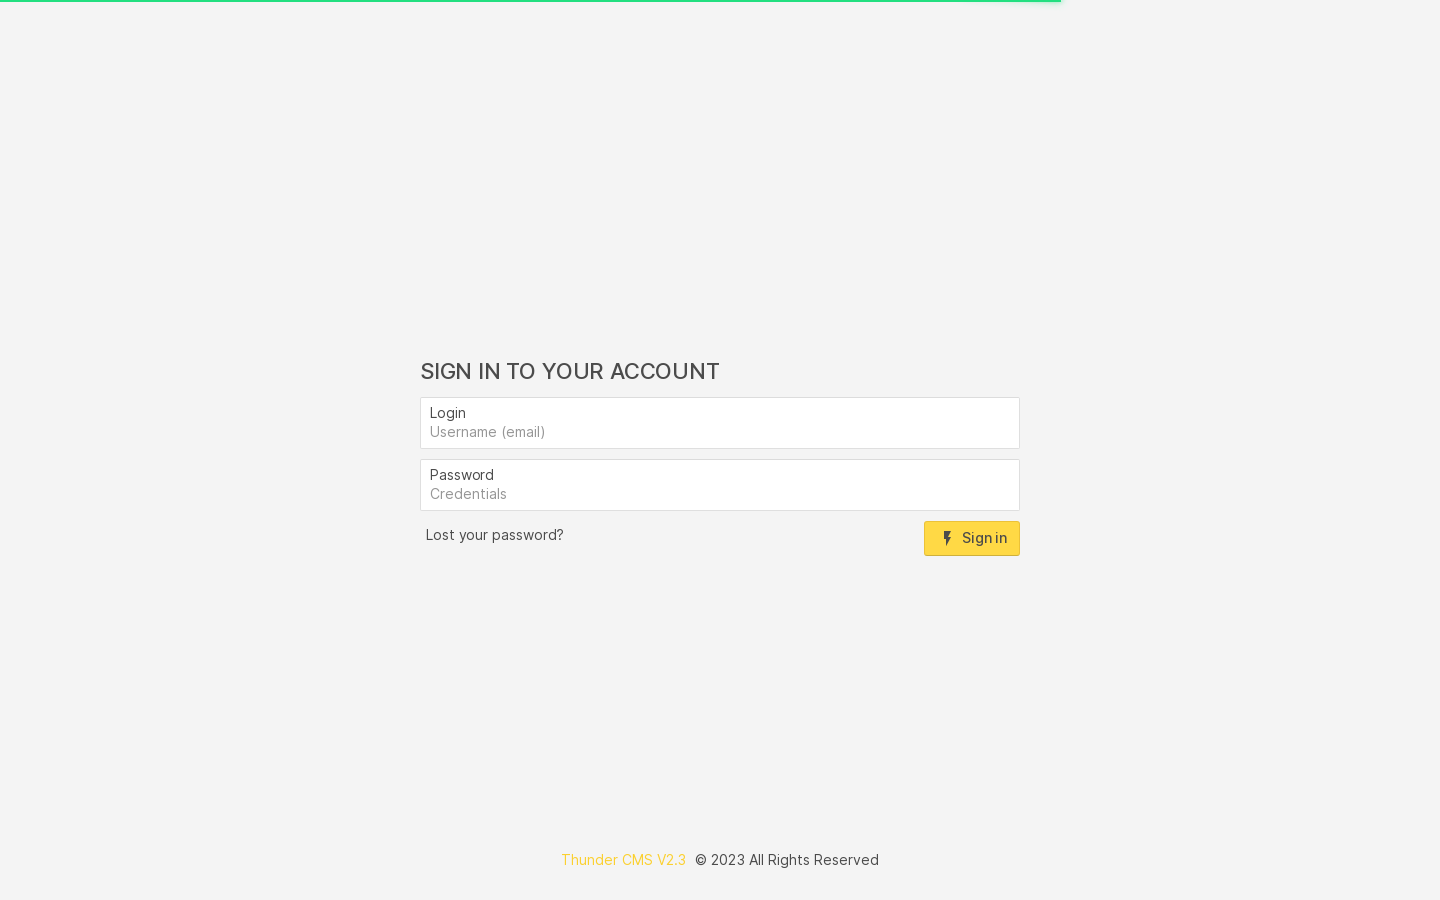 SIGN IN TO YOUR ACCOUNT
Login
Username (email)
Password
Credentials
Lost your password?
Sign in
Thunder CMS V2.3 © 2023 All Rights Reserved